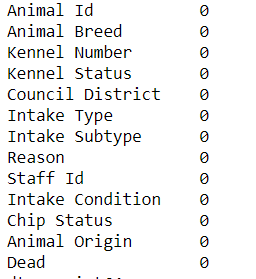 Animal Id 0
Animal Breed 0
Kennel Number 0
Kennel Status 0
Council District 0
Intake Type 0
Intake Subtype 0
Reason 0
Staff Id 0
Intake Condition 0
Chip Status 0
Animal Origin 0
Dead 0